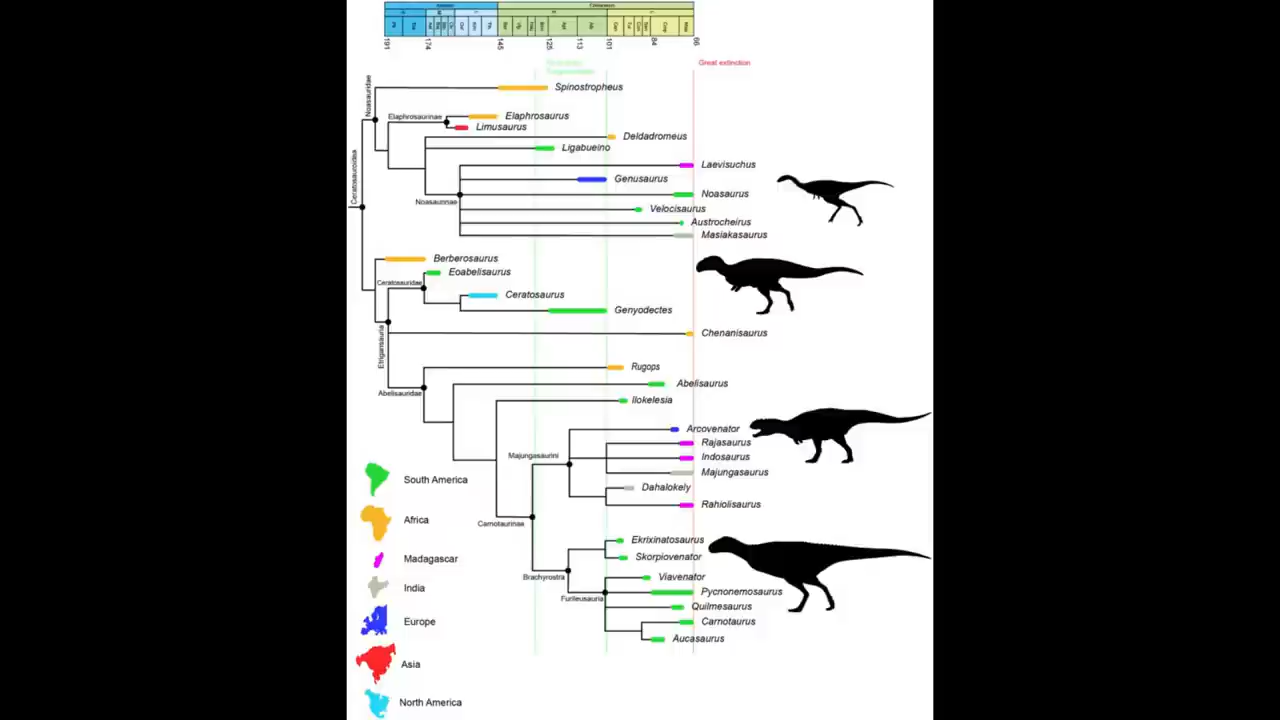 191
174
145
125
113
101
84
66
Great extinction
Spinostropheus
Noasauridae
Elaphrosaurinae
Elaphrosaurus
Limusaurus
Deldadromeus
Ligabueino
Ceratosauroidea
Laevisuchus
Genusaurus
Noasaurus
Noasaurinae
Velocisaurus
Austrocheirus
Masiakasaurus
Berberosaurus
Eoabelisaurus
Ceratosauridae
Ceratosaurus
Genyodectes
Chenanisaurus
Etrigansauria
Rugops
Abelisaurus
Abelisauridae
Ilokelesia
Arcovenator
Rajasaurus
Majungasaurini
Indosaurus
Majungasaurus
South America
Dahalokely
Rahiolisaurus
Africa
Carnotaurinae
Ekrixinatosaurus
Madagascar
Skorpiovenator
Brachyrostra
Viavenator
India
Pycnonemosaurus
Furileusauria
Quilmesaurus
Europe
Carnotaurus
Aucasaurus
Asia
North America